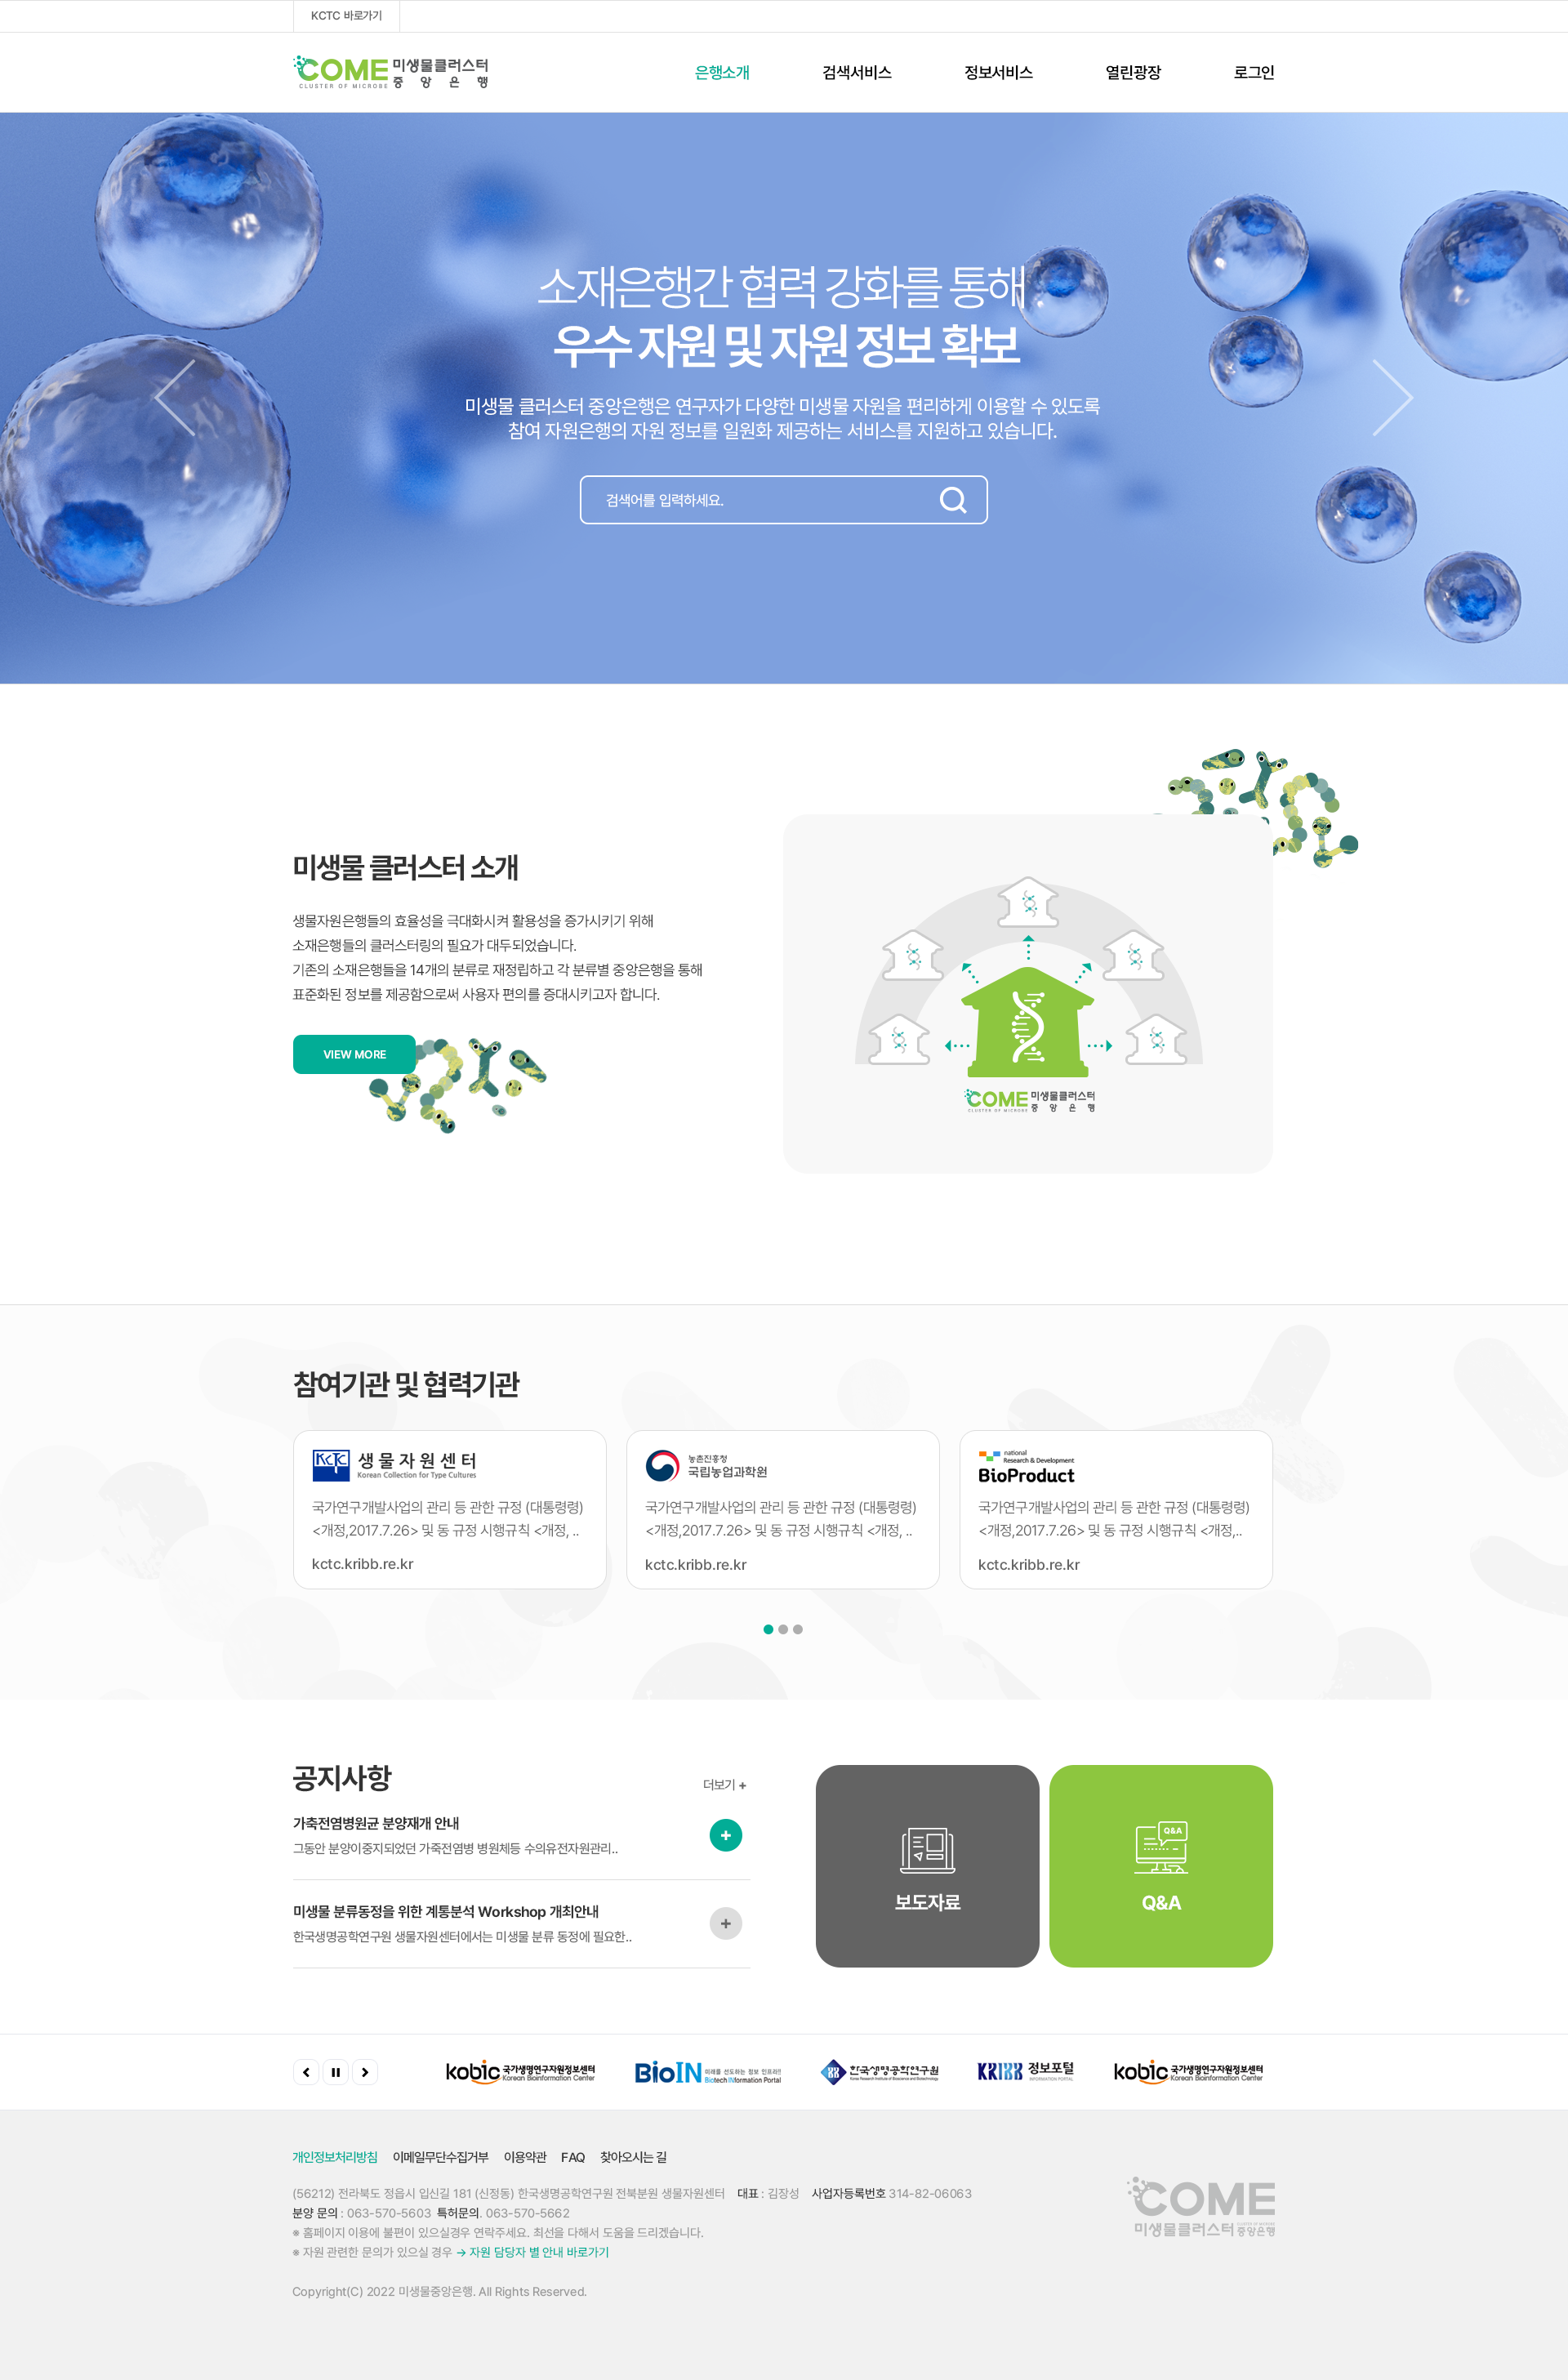 KCTC 바로가기
COME 미생물클러스터
CLUSTER OF MICROBE 중앙은행
은행소개 검색서비스 정보서비스 열린광장 로그인
소재은행간 협력 강화를 통해
우수 자원 및 자원 정보 확보
미생물 클러스터 중앙은행은 연구자가 다양한 미생물 자원을 편리하게 이용할 수 있도록
참여 자원은행의 자원 정보를 일원화 제공하는 서비스를 지원하고 있습니다.
검색어를 입력하세요.
미생물 클러스터 소개
생물자원은행들의 효율성을 극대화시켜 활용성을 증가시키기 위해
소재은행들의 클러스터링의 필요가 대두되었습니다.
기존의 소재은행들을 14개의 분류로 재정립하고 각 분류별 중앙은행을 통해
표준화된 정보를 제공함으로써 사용자 편의를 증대시키고자 합니다.
VIEW MORE
COME 미생물클러스터
CLUSTER OF MICROBE 중앙은행
참여기관 및 협력기관
KCTC 생물자원센터
Korean Collection for Type Cultures
국가연구개발사업의 관리 등 관한 규정 (대통령령)
<개정,2017.7.26> 및 동 규정 시행규칙 <개정, ..
kctc.kribb.re.kr
농촌진흥청
국립농업과학원
국가연구개발사업의 관리 등 관한 규정 (대통령령)
<개정,2017.7.26> 및 동 규정 시행규칙 <개정, ..
kctc.kribb.re.kr
national
Research & Development
BioProduct
국가연구개발사업의 관리 등 관한 규정 (대통령령)
<개정,2017.7.26> 및 동 규정 시행규칙 <개정,..
kctc.kribb.re.kr
공지사항
더보기 +
가축전염병원균 분양재개 안내
그동안 분양이중지되었던 가죽전염병 병원체등 수의유전자원관리..
미생물 분류동정을 위한 계통분석 Workshop 개최안내
한국생명공학연구원 생물자원센터에서는 미생물 분류 동정에 필요한..
보도자료
Q&A
Q&A
kobic 국가생명연구자원정보센터
Korean Bioinformation Center
BioIN 미래를 선도하는 정보 인프라!!
Biotech INformation Portal
한국생명공학연구원
Korea Research Institute of Bioscience and Biotechnology
KRIBB 정보포털
INFORMATION PORTAL
kobic 국가생명연구자원정보센터
Korean Bioinformation Center
개인정보처리방침 이메일무단수집거부 이용약관 FAQ 찾아오시는 길
(56212) 전라북도 정읍시 입신길 181 (신정동) 한국생명공학연구원 전북분원 생물자원센터 대표 : 김장성 사업자등록번호 314-82-06063
분양 문의 : 063-570-5603 특허문의. 063-570-5662
※ 홈페이지 이용에 불편이 있으실경우 연락주세요. 최선을 다해서 도움을 드리겠습니다.
※ 자원 관련한 문의가 있으실 경우 → 자원 담당자 별 안내 바로가기
Copyright(C) 2022 미생물중앙은행. All Rights Reserved.
COME
미생물클러스터 중앙은행